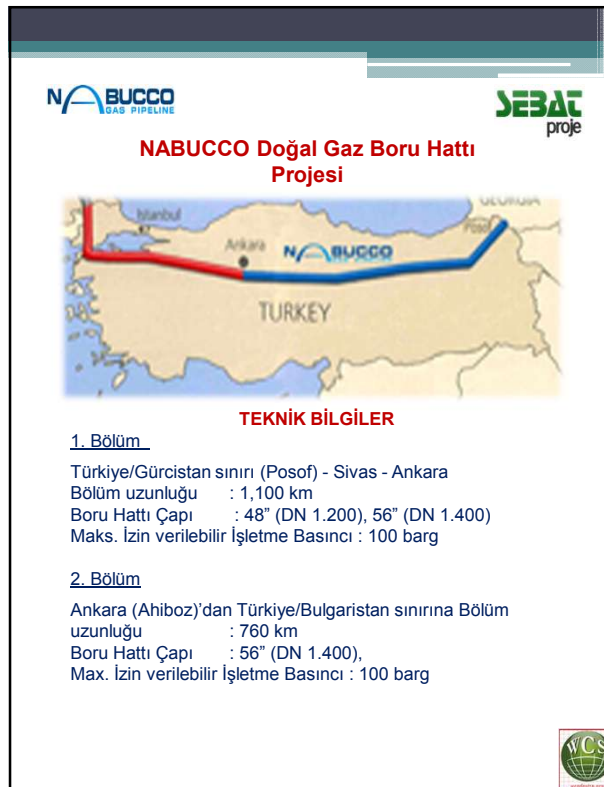 NABUCCO
GAS PIPELINE
SEBAT
proje
NABUCCO Doğal Gaz Boru Hattı
Projesi
GEORGIA
Istanbul
Posof
Ankara
NABUCCO
TURKEY
TEKNİK BİLGİLER
1. Bölüm
Türkiye/Gürcistan sınırı (Posof) - Sivas - Ankara
Bölüm uzunluğu : 1,100 km
Boru Hattı Çapı : 48” (DN 1.200), 56” (DN 1.400)
Maks. İzin verilebilir İşletme Basıncı : 100 barg
2. Bölüm
Ankara (Ahiboz)’dan Türkiye/Bulgaristan sınırına Bölüm
uzunluğu : 760 km
Boru Hattı Çapı : 56” (DN 1.400),
Max. İzin verilebilir İşletme Basıncı : 100 barg
WCS